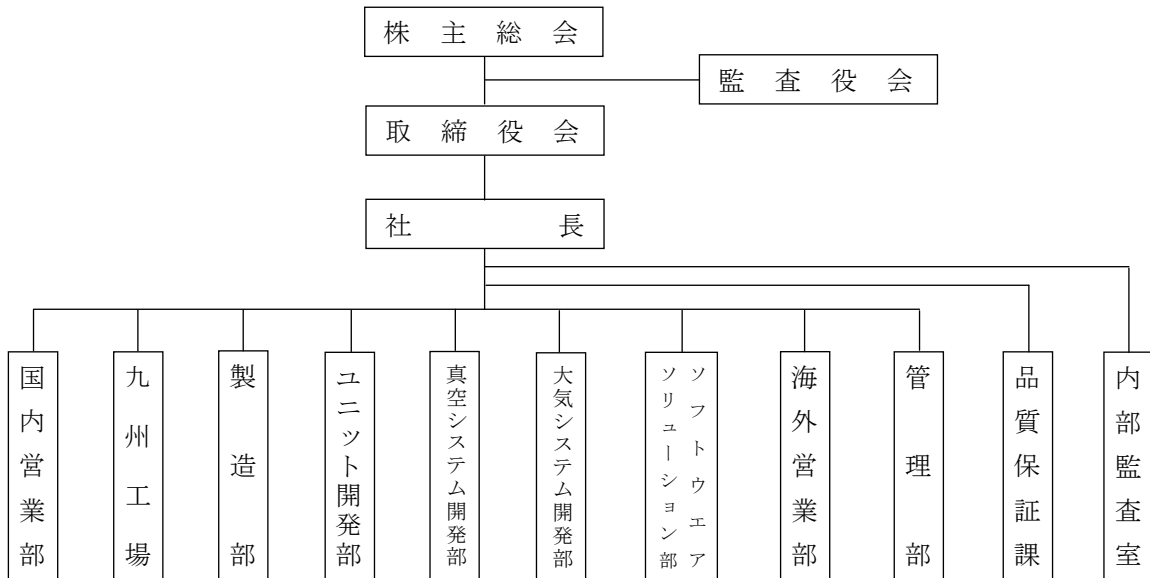 株主総会
監査役会
取締役会
社長
国内営業部
九州工場
製造部
ユニット開発部
真空システム開発部
大気システム開発部
ソフトウエア
ソリューション部
海外営業部
管理部
品質保証課
内部監査室